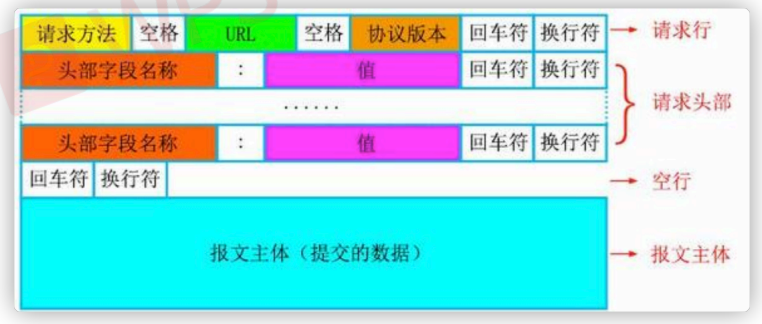 请求方法 空格 URL 空格 协议版本 回车符 换行符 请求行
头部字段名称 : 值 回车符 换行符
...... 请求头部
头部字段名称 : 值 回车符 换行符
回车符 换行符 空行
报文主体（提交的数据） 报文主体